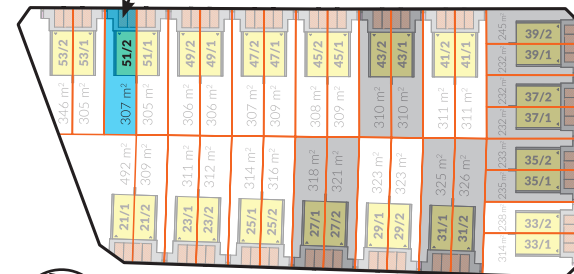 53/2 53/1 51/2 51/1 49/2 49/1 47/2 47/1 45/2 45/1 43/2 43/1 41/2 41/1
346 m² 305 m² 307 m² 305 m² 306 m² 306 m² 307 m² 309 m² 308 m² 309 m² 310 m² 310 m² 311 m² 311 m²
492 m² 309 m² 311 m² 312 m² 314 m² 316 m² 318 m² 321 m² 323 m² 323 m² 325 m² 326 m²
21/1 21/2 23/1 23/2 25/1 25/2 27/1 27/2 29/1 29/2 31/1 31/2
245 m² 39/2
232 m² 39/1
232 m² 37/2
232 m² 37/1
233 m² 35/2
235 m² 35/1
238 m² 33/2
314 m² 33/1